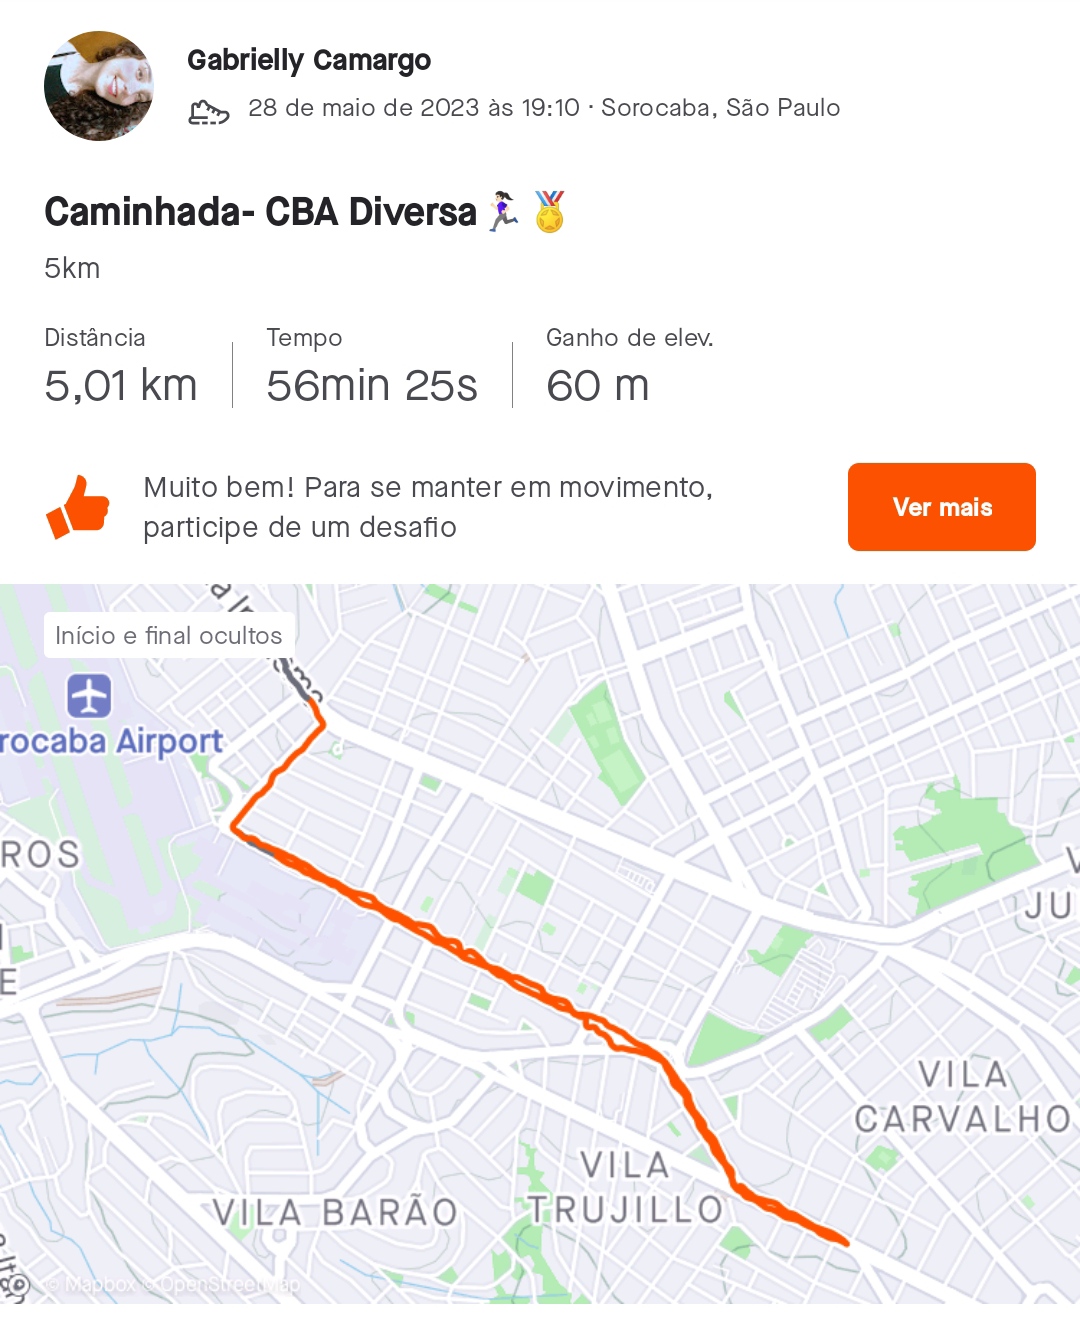 Gabrielly Camargo
28 de maio de 2023 às 19:10 · Sorocaba, São Paulo
Caminhada- CBA Diversa🏃🏻‍♀️🏅
5km
Distância
5,01 km
Tempo
56min 25s
Ganho de elev.
60 m
Muito bem! Para se manter em movimento,
participe de um desafio
Ver mais
Início e final ocultos
rocaba Airport
ROS
E
V
JU
VILA
CARVALHO
VILA
TRUJILLO
VILA BARÃO
© Mapbox © OpenStreetMap